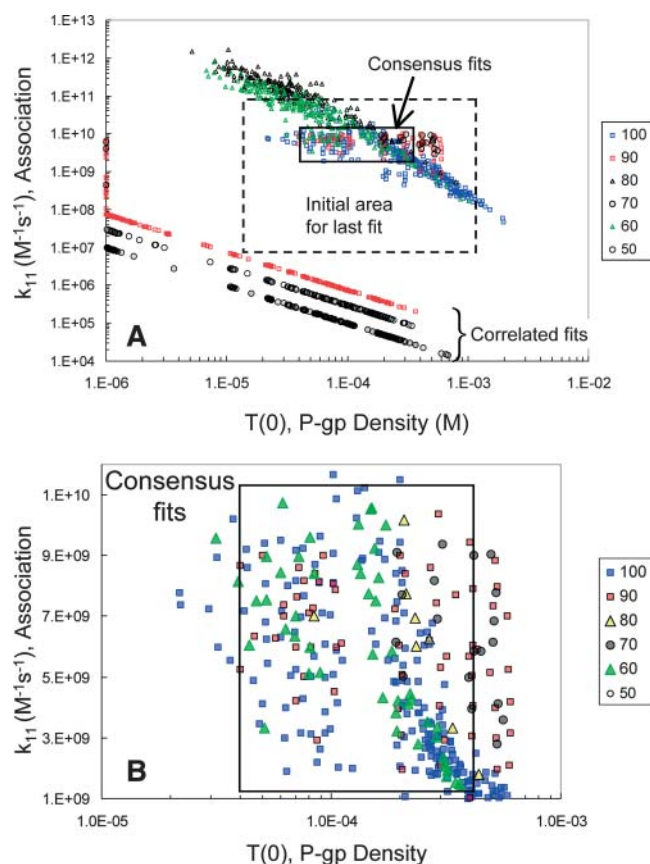 1.E+13
1.E+12
1.E+11
1.E+10
1.E+09
1.E+08
1.E+07
1.E+06
1.E+05
1.E+04
k₁₁ (M⁻¹s⁻¹), Association
Consensus fits
Initial area
for last fit
Correlated fits
A
1.E-06
1.E-05
1.E-04
1.E-03
1.E-02
T(0), P-gp Density (M)
100
90
80
70
60
50
Consensus
fits
1.E+10
9.E+09
7.E+09
5.E+09
3.E+09
1.E+09
k₁₁ (M⁻¹s⁻¹), Association
B
1.0E-05
1.0E-04
1.0E-03
T(0), P-gp Density
100
90
80
70
60
50